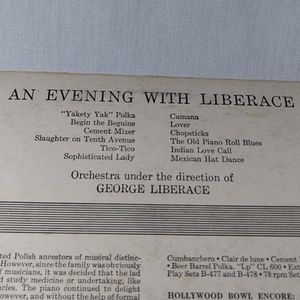 AN EVENING WITH LIBERACE
"Yakety Yak" Polka
Begin the Beguine
Cement Mixer
Slaughter on Tenth Avenue
Tico-Tico
Sophisticated Lady
Cumana
Lover
Chopsticks
The Old Piano Roll Blues
Indian Love Call
Mexican Hat Dance
Orchestra under the direction of
GEORGE LIBERACE
ted Polish ancestors of musical distinc-
However, since the family was obviously
of musicians, it was decided that the lad
d study medicine or undertaking, like
ncles. The piano continued to delight
and without the help of formal
Cumbanchero • Clair de lune • Cement
• Beer Barrel Polka. "Lp" CL 600 • Ex
Play Sets B-477 and B-478 • 78 rpm Set
HOLLYWOOD BOWL ENCORE